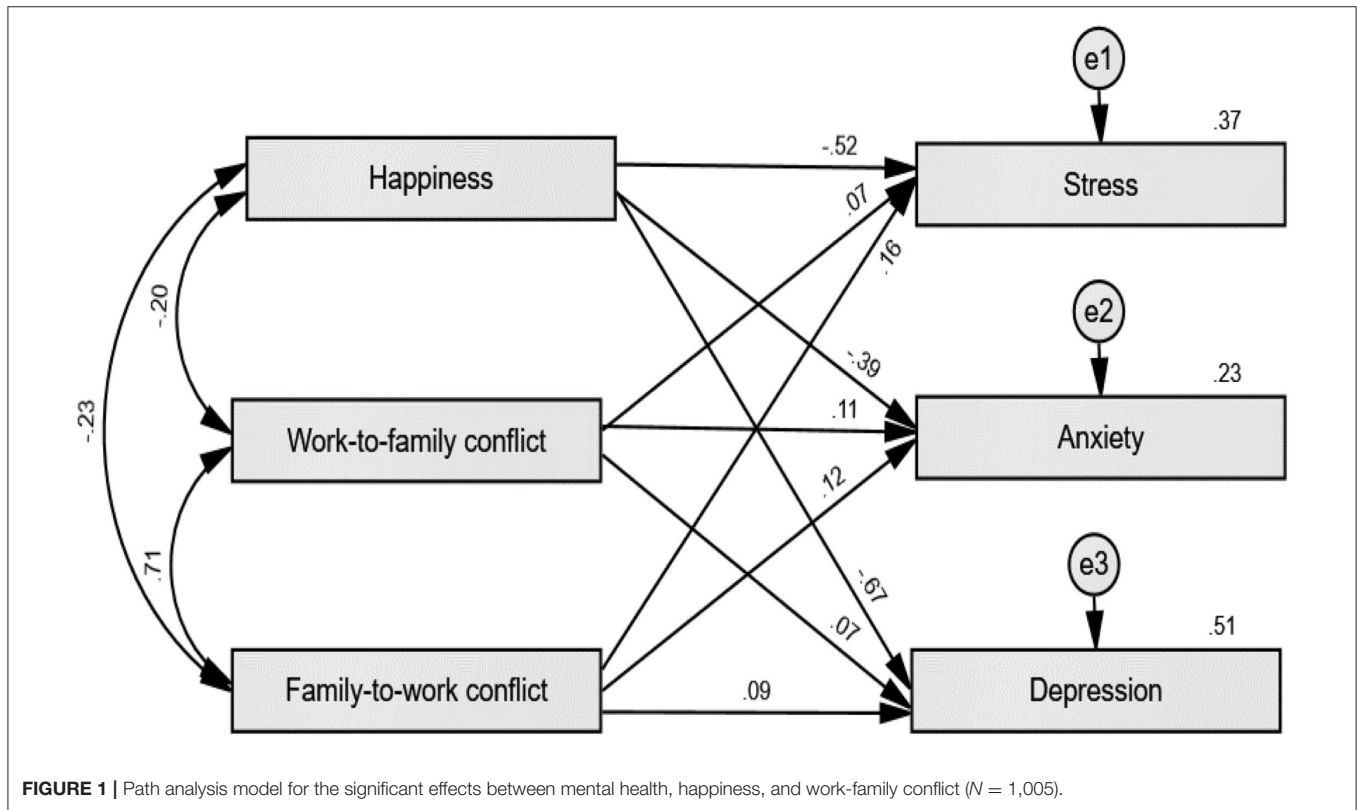 e1
.37
Happiness
-.52
Stress
.07
.16
-.20
e2
-.39
.23
-.23
Work-to-family conflict
.11
Anxiety
.12
.71
e3
-.67
.07
.51
Family-to-work conflict
.09
Depression
FIGURE 1 | Path analysis model for the significant effects between mental health, happiness, and work-family conflict (N = 1,005).